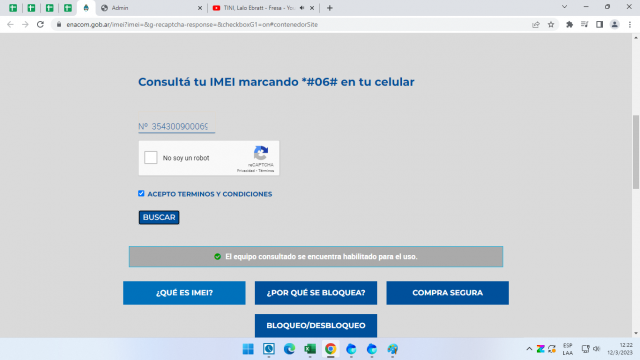 Admin
TINI, Lalo Ebratt - Fresa - You
enacom.gob.ar/imei?imei=&g-recaptcha-response=&checkboxG1=on#contenedorSite
Consultá tu IMEI marcando *#06# en tu celular
Nº 354300900069
No soy un robot
reCAPTCHA
Privacidad - Términos
ACEPTO TERMINOS Y CONDICIONES
BUSCAR
El equipo consultado se encuentra habilitado para el uso.
¿QUÉ ES IMEI?
¿POR QUÉ SE BLOQUEA?
COMPRA SEGURA
BLOQUEO/DESBLOQUEO
ESP
LAA
12:22
12/3/2023